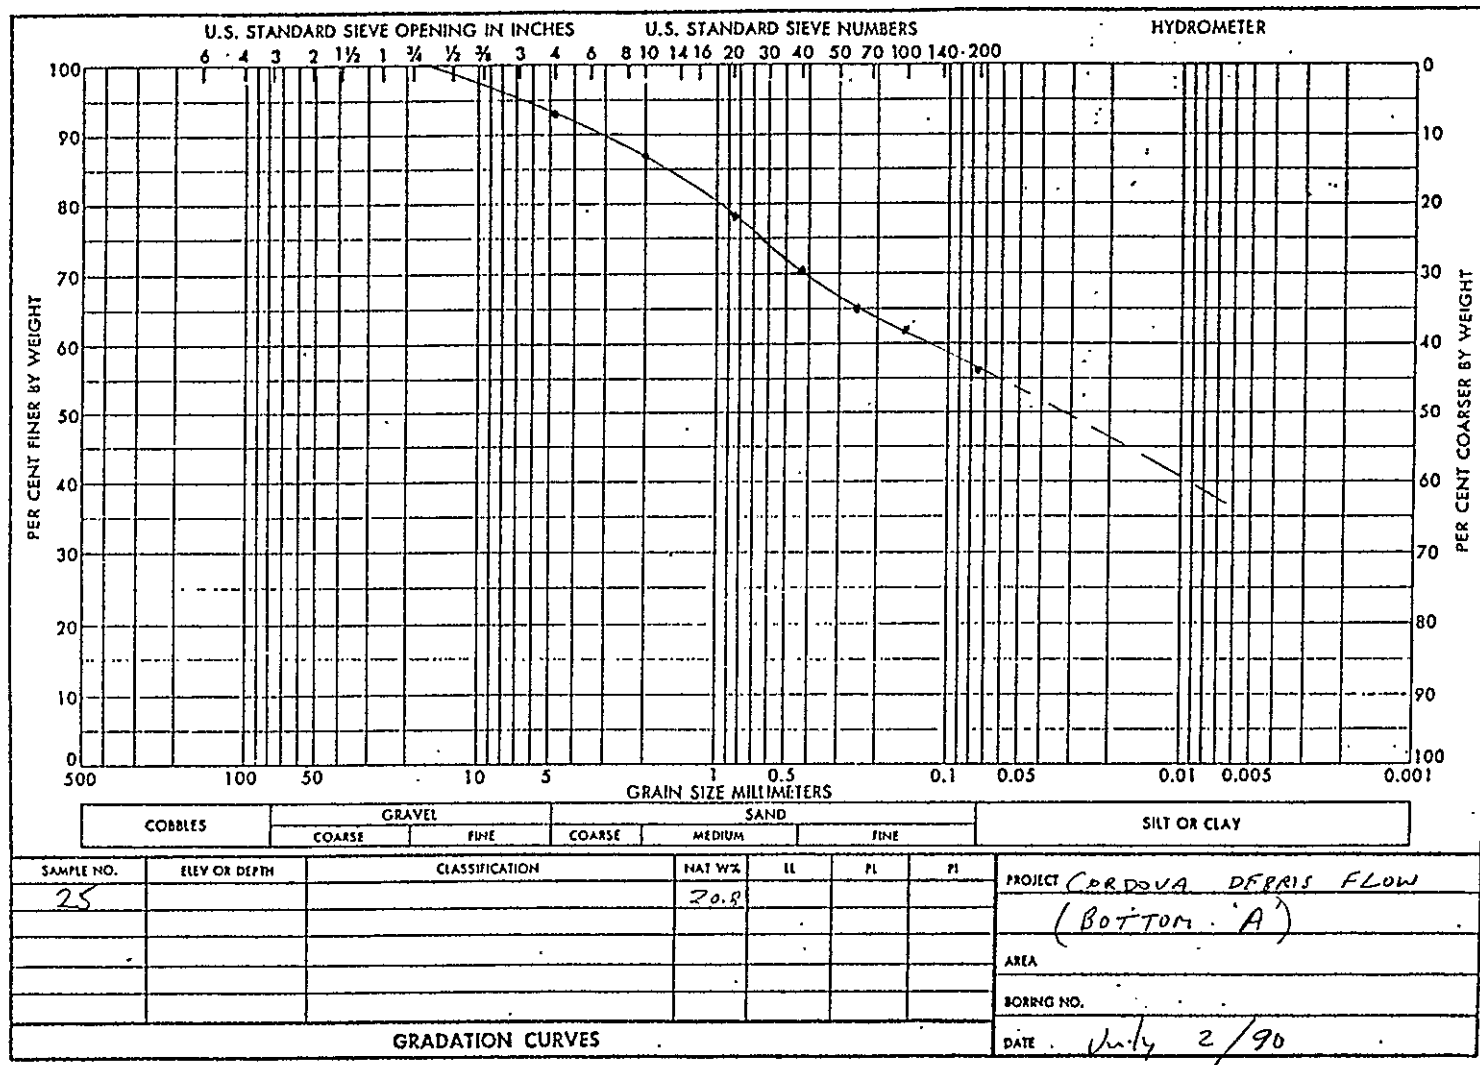 U.S. STANDARD SIEVE OPENING IN INCHES U.S. STANDARD SIEVE NUMBERS HYDROMETER
6 4 3 2 1½ 1 ¾ ½ ⅜ 3 4 6 8 10 14 16 20 30 40 50 70 100 140 200
100 0
90 10
80 20
70 30
60 40
50 50
40 60
30 70
20 80
10 90
0 100
PER CENT FINER BY WEIGHT
PER CENT COARSER BY WEIGHT
500 100 50 10 5 1 0.5 0.1 0.05 0.01 0.005 0.001
GRAIN SIZE MILLIMETERS
COBBLES GRAVEL SAND SILT OR CLAY
COARSE FINE COARSE MEDIUM FINE
SAMPLE NO. ELEV OR DEPTH CLASSIFICATION NAT W% LL PL PI
25 20.8
PROJECT CORDOVA DEBRIS FLOW
(BOTTOM 'A')
AREA
BORING NO.
DATE July 2/90
GRADATION CURVES